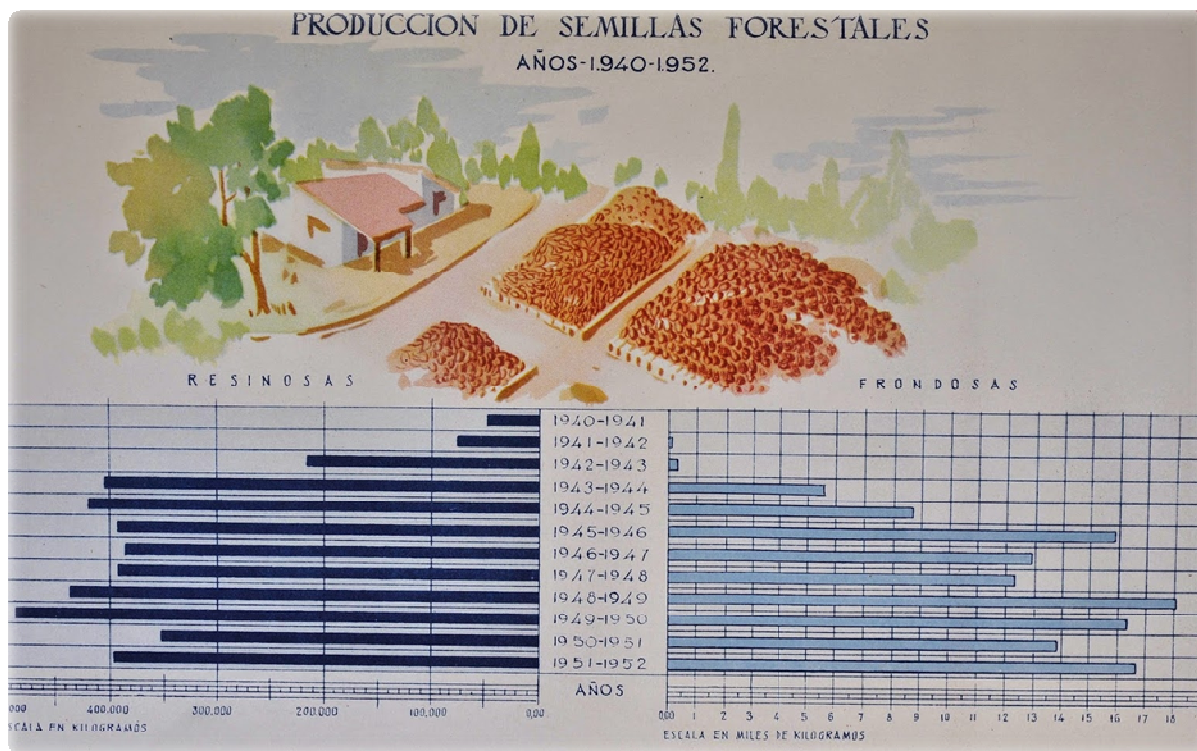 PRODUCCION DE SEMILLAS FORESTALES
AÑOS-1.940-1.952.
RESINOSAS
FRONDOSAS
1940-1941
1941-1942
1942-1943
1943-1944
1944-1945
1945-1946
1946-1947
1947-1948
1948-1949
1949-1950
1950-1951
1951-1952
AÑOS
000 400.000 300.000 200.000 100,000 0,00
0,00 1 2 3 4 5 6 7 8 9 10 11 12 13 14 15 16 17 18
SCALA EN KILOGRAMOS
ESCALA EN MILES DE KILOGRAMOS